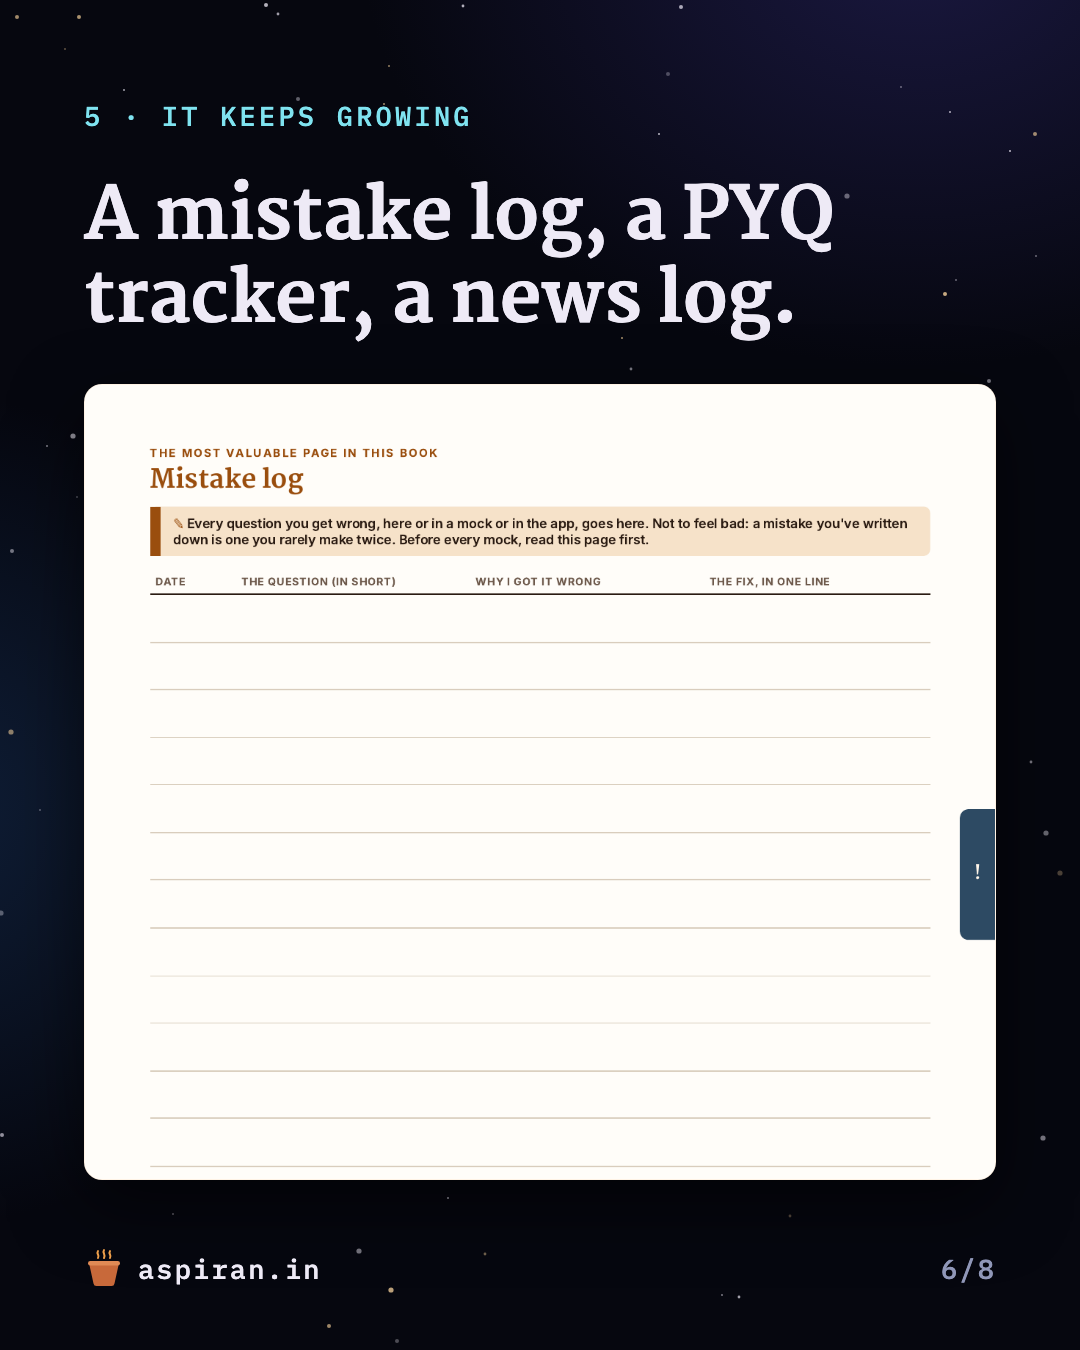 5 · IT KEEPS GROWING
A mistake log, a PYQ
tracker, a news log.
THE MOST VALUABLE PAGE IN THIS BOOK
Mistake log
✎ Every question you get wrong, here or in a mock or in the app, goes here. Not to feel bad: a mistake you've written
down is one you rarely make twice. Before every mock, read this page first.
DATE THE QUESTION (IN SHORT) WHY I GOT IT WRONG THE FIX, IN ONE LINE
!
aspiran.in
6/8